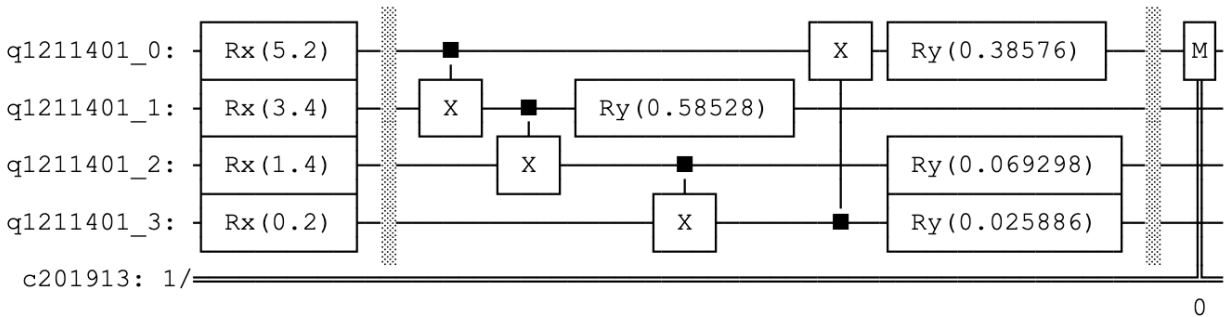 q1211401_0: Rx(5.2) X Ry(0.38576) M
q1211401_1: Rx(3.4) X Ry(0.58528)
q1211401_2: Rx(1.4) X Ry(0.069298)
q1211401_3: Rx(0.2) X Ry(0.025886)
c201913: 1/
0